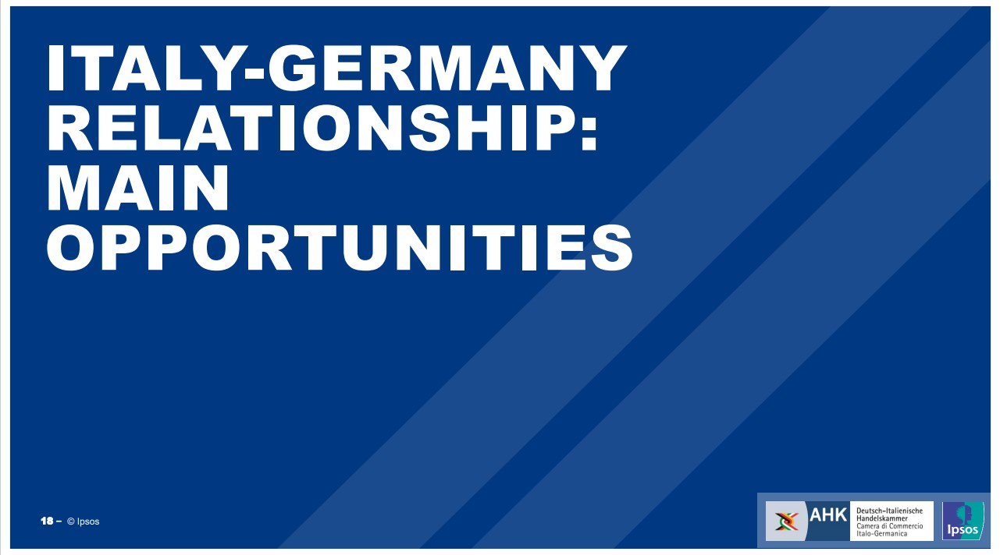 ITALY-GERMANY
RELATIONSHIP:
MAIN
OPPORTUNITIES
18 – © Ipsos
AHK
Deutsch-Italienische
Handelskammer
Camera di Commercio
Italo-Germanica
Ipsos